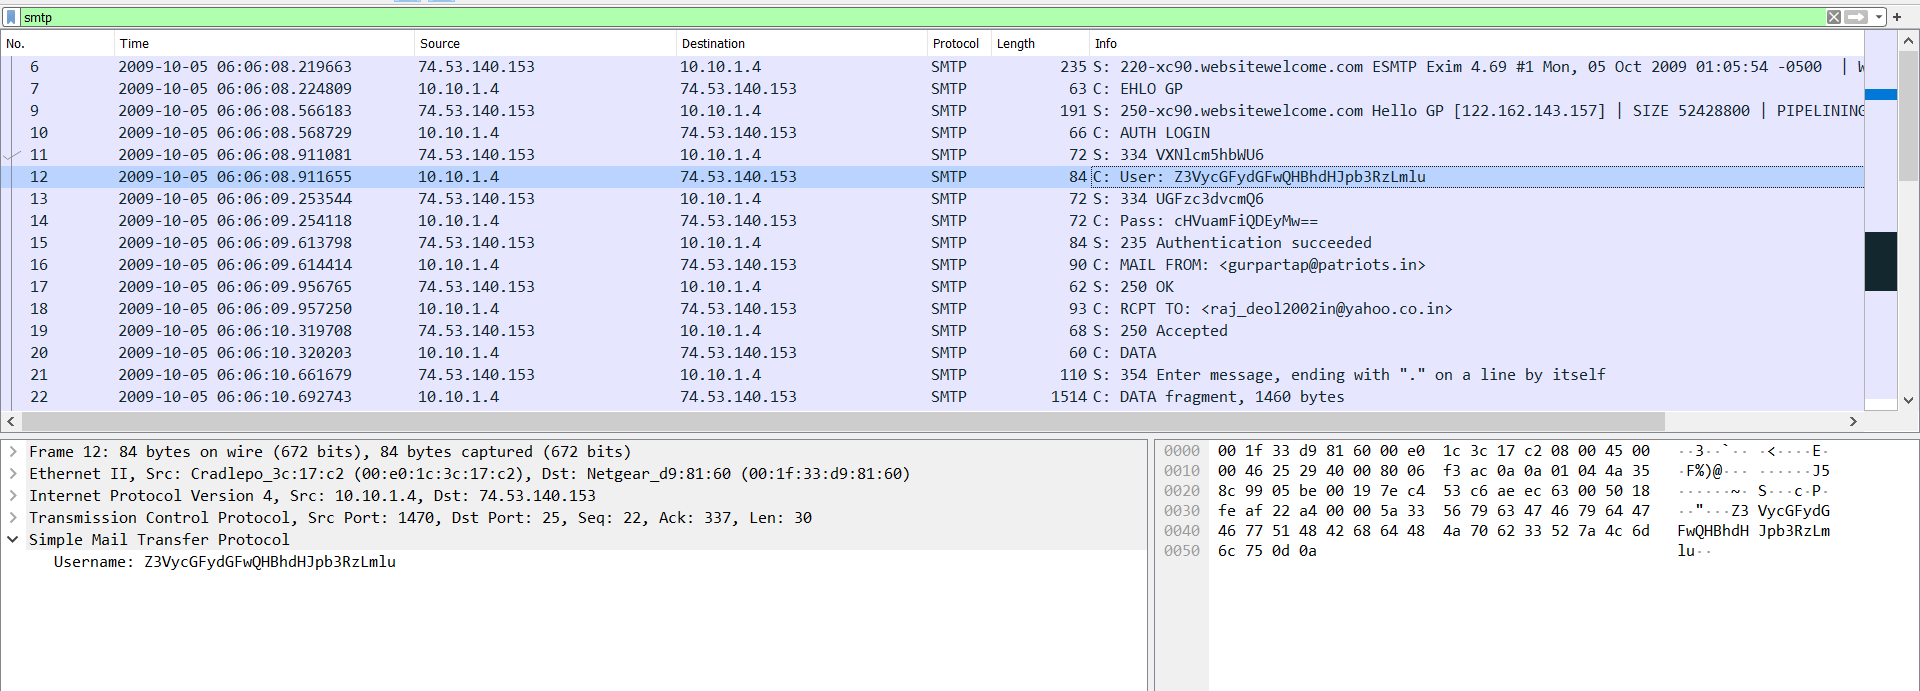 smtp
No. Time Source Destination Protocol Length Info
6 2009-10-05 06:06:08.219663 74.53.140.153 10.10.1.4 SMTP 235 S: 220-xc90.websitewelcome.com ESMTP Exim 4.69 #1 Mon, 05 Oct 2009 01:05:54 -0500 |
7 2009-10-05 06:06:08.224809 10.10.1.4 74.53.140.153 SMTP 63 C: EHLO GP
9 2009-10-05 06:06:08.566183 74.53.140.153 10.10.1.4 SMTP 191 S: 250-xc90.websitewelcome.com Hello GP [122.162.143.157] | SIZE 52428800 | PIPELINING
10 2009-10-05 06:06:08.568729 10.10.1.4 74.53.140.153 SMTP 66 C: AUTH LOGIN
11 2009-10-05 06:06:08.911081 74.53.140.153 10.10.1.4 SMTP 72 S: 334 VXNlcm5hbWU6
12 2009-10-05 06:06:08.911655 10.10.1.4 74.53.140.153 SMTP 84 C: User: Z3VycGFydGFwQHBhdHJpb3RzLmlu
13 2009-10-05 06:06:09.253544 74.53.140.153 10.10.1.4 SMTP 72 S: 334 UGFzc3dvcmQ6
14 2009-10-05 06:06:09.254118 10.10.1.4 74.53.140.153 SMTP 72 C: Pass: cHVuamFiQDEyMw==
15 2009-10-05 06:06:09.613798 74.53.140.153 10.10.1.4 SMTP 84 S: 235 Authentication succeeded
16 2009-10-05 06:06:09.614414 10.10.1.4 74.53.140.153 SMTP 90 C: MAIL FROM: <gurpartap@patriots.in>
17 2009-10-05 06:06:09.956765 74.53.140.153 10.10.1.4 SMTP 62 S: 250 OK
18 2009-10-05 06:06:09.957250 10.10.1.4 74.53.140.153 SMTP 93 C: RCPT TO: <raj_deol2002in@yahoo.co.in>
19 2009-10-05 06:06:10.319708 74.53.140.153 10.10.1.4 SMTP 68 S: 250 Accepted
20 2009-10-05 06:06:10.320203 10.10.1.4 74.53.140.153 SMTP 60 C: DATA
21 2009-10-05 06:06:10.661679 74.53.140.153 10.10.1.4 SMTP 110 S: 354 Enter message, ending with "." on a line by itself
22 2009-10-05 06:06:10.692743 10.10.1.4 74.53.140.153 SMTP 1514 C: DATA fragment, 1460 bytes
Frame 12: 84 bytes on wire (672 bits), 84 bytes captured (672 bits)
Ethernet II, Src: Cradlepo_3c:17:c2 (00:e0:1c:3c:17:c2), Dst: Netgear_d9:81:60 (00:1f:33:d9:81:60)
Internet Protocol Version 4, Src: 10.10.1.4, Dst: 74.53.140.153
Transmission Control Protocol, Src Port: 1470, Dst Port: 25, Seq: 22, Ack: 337, Len: 30
Simple Mail Transfer Protocol
Username: Z3VycGFydGFwQHBhdHJpb3RzLmlu
0000 00 1f 33 d9 81 60 00 e0 1c 3c 17 c2 08 00 45 00 ··3··`·· ·<····E·
0010 00 46 25 29 40 00 80 06 f3 ac 0a 0a 01 04 4a 35 ·F%)@··· ······J5
0020 8c 99 05 be 00 19 7e c4 53 c6 ae ec 63 00 50 18 ······~· S···c·P·
0030 fe af 22 a4 00 00 5a 33 56 79 63 47 46 79 64 47 ··"···Z3 VycGFydG
0040 46 77 51 48 42 68 64 48 4a 70 62 33 52 7a 4c 6d FwQHBhdH Jpb3RzLm
0050 6c 75 0d 0a lu··